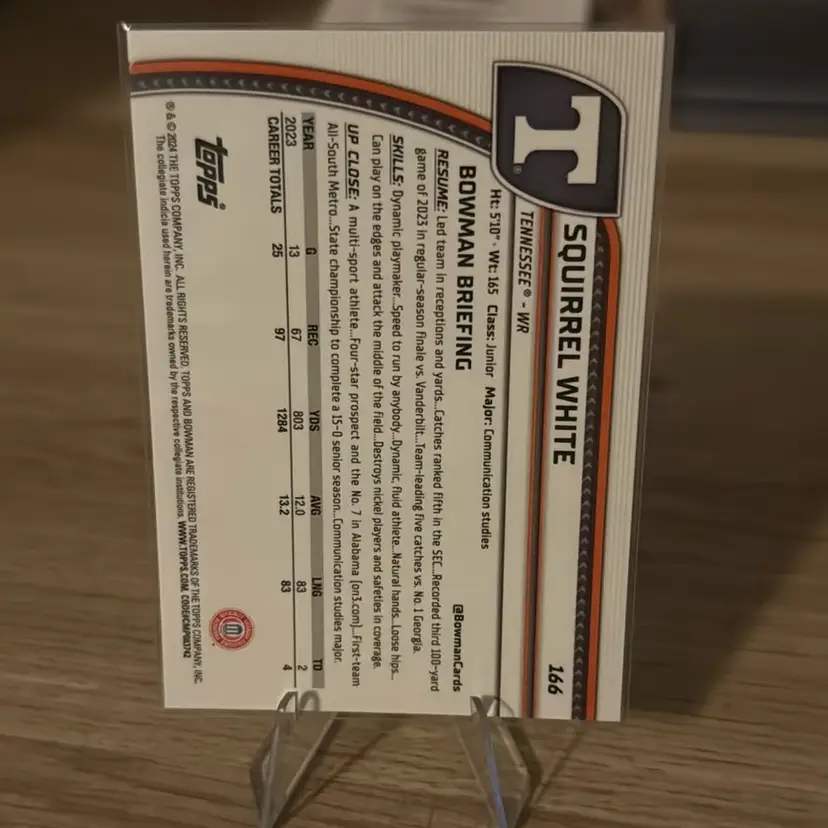 T
SQUIRREL WHITE
166
TENNESSEE® - WR
Ht: 5'10" · Wt: 165 Class: Junior Major: Communication studies
BOWMAN BRIEFING
@BowmanCards
RESUME: Led team in receptions and yards...Catches ranked fifth in the SEC...Recorded third 100-yard
game of 2023 in regular-season finale vs. Vanderbilt...Team-leading five catches vs. No. 1 Georgia.
SKILLS: Dynamic playmaker...Speed to run by anybody...Dynamic, fluid athlete...Natural hands...Loose hips...
Can play on the edges and attack the middle of the field...Destroys nickel players and safeties in coverage.
UP CLOSE: A multi-sport athlete...Four-star prospect and the No. 7 in Alabama (on3.com)...First-team
All-South Metro...State championship to complete a 15-0 senior season...Communication studies major.
YEAR G REC YDS AVG LNG TD
2023 13 67 803 12.0 83 2
CAREER TOTALS 25 97 1284 13.2 83 4
topps
® & © 2024 THE TOPPS COMPANY, INC. ALL RIGHTS RESERVED. TOPPS AND BOWMAN ARE REGISTERED TRADEMARKS OF THE TOPPS COMPANY, INC.
The collegiate indicia used herein are trademarks owned by the respective collegiate institutions. WWW.TOPPS.COM. CODE#CMP083742